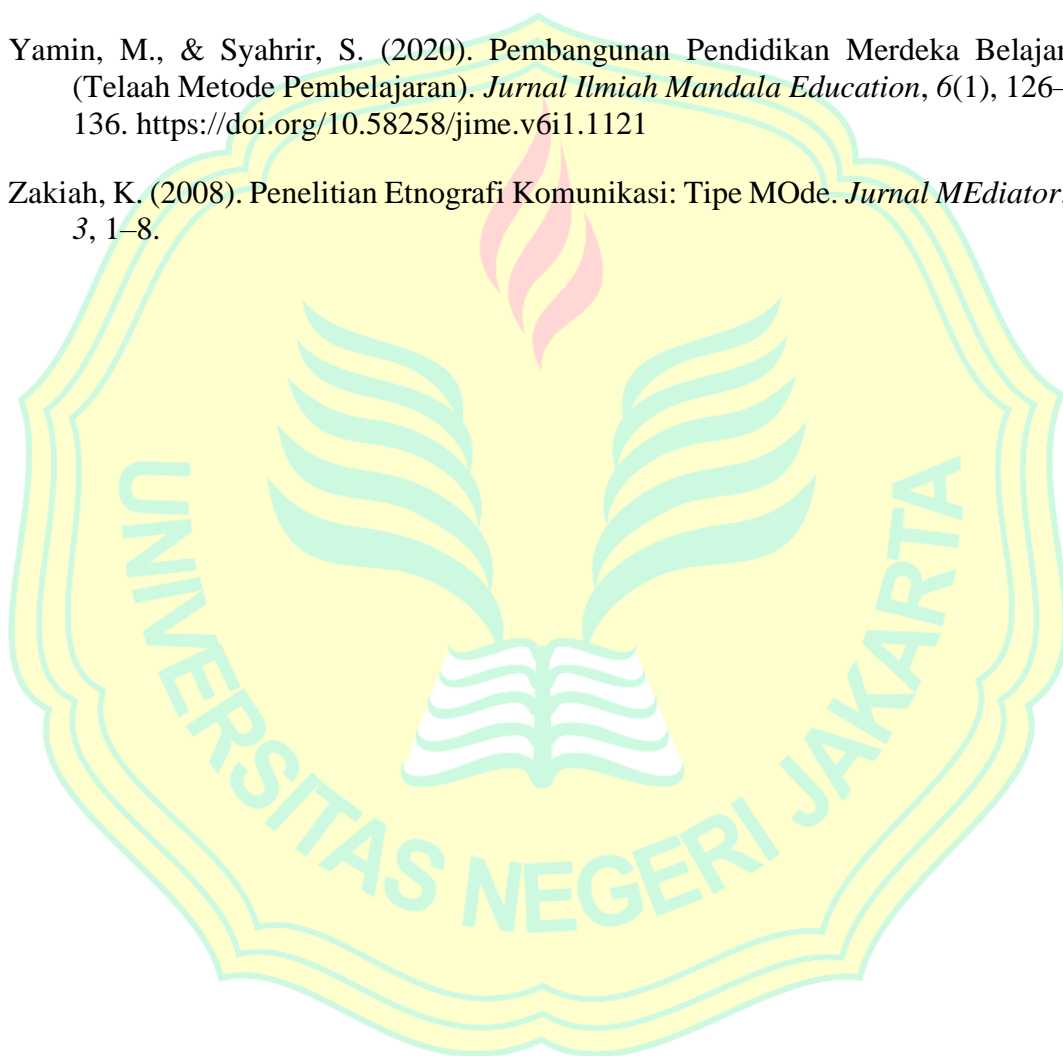 Yamin, M., & Syahrir, S. (2020). Pembangunan Pendidikan Merdeka Belajar
(Telaah Metode Pembelajaran). Jurnal Ilmiah Mandala Education, 6(1), 126–
136. https://doi.org/10.58258/jime.v6i1.1121
Zakiah, K. (2008). Penelitian Etnografi Komunikasi: Tipe MOde. Jurnal MEdiator,
3, 1–8.
UNIVERSITAS NEGERI JAKARTA